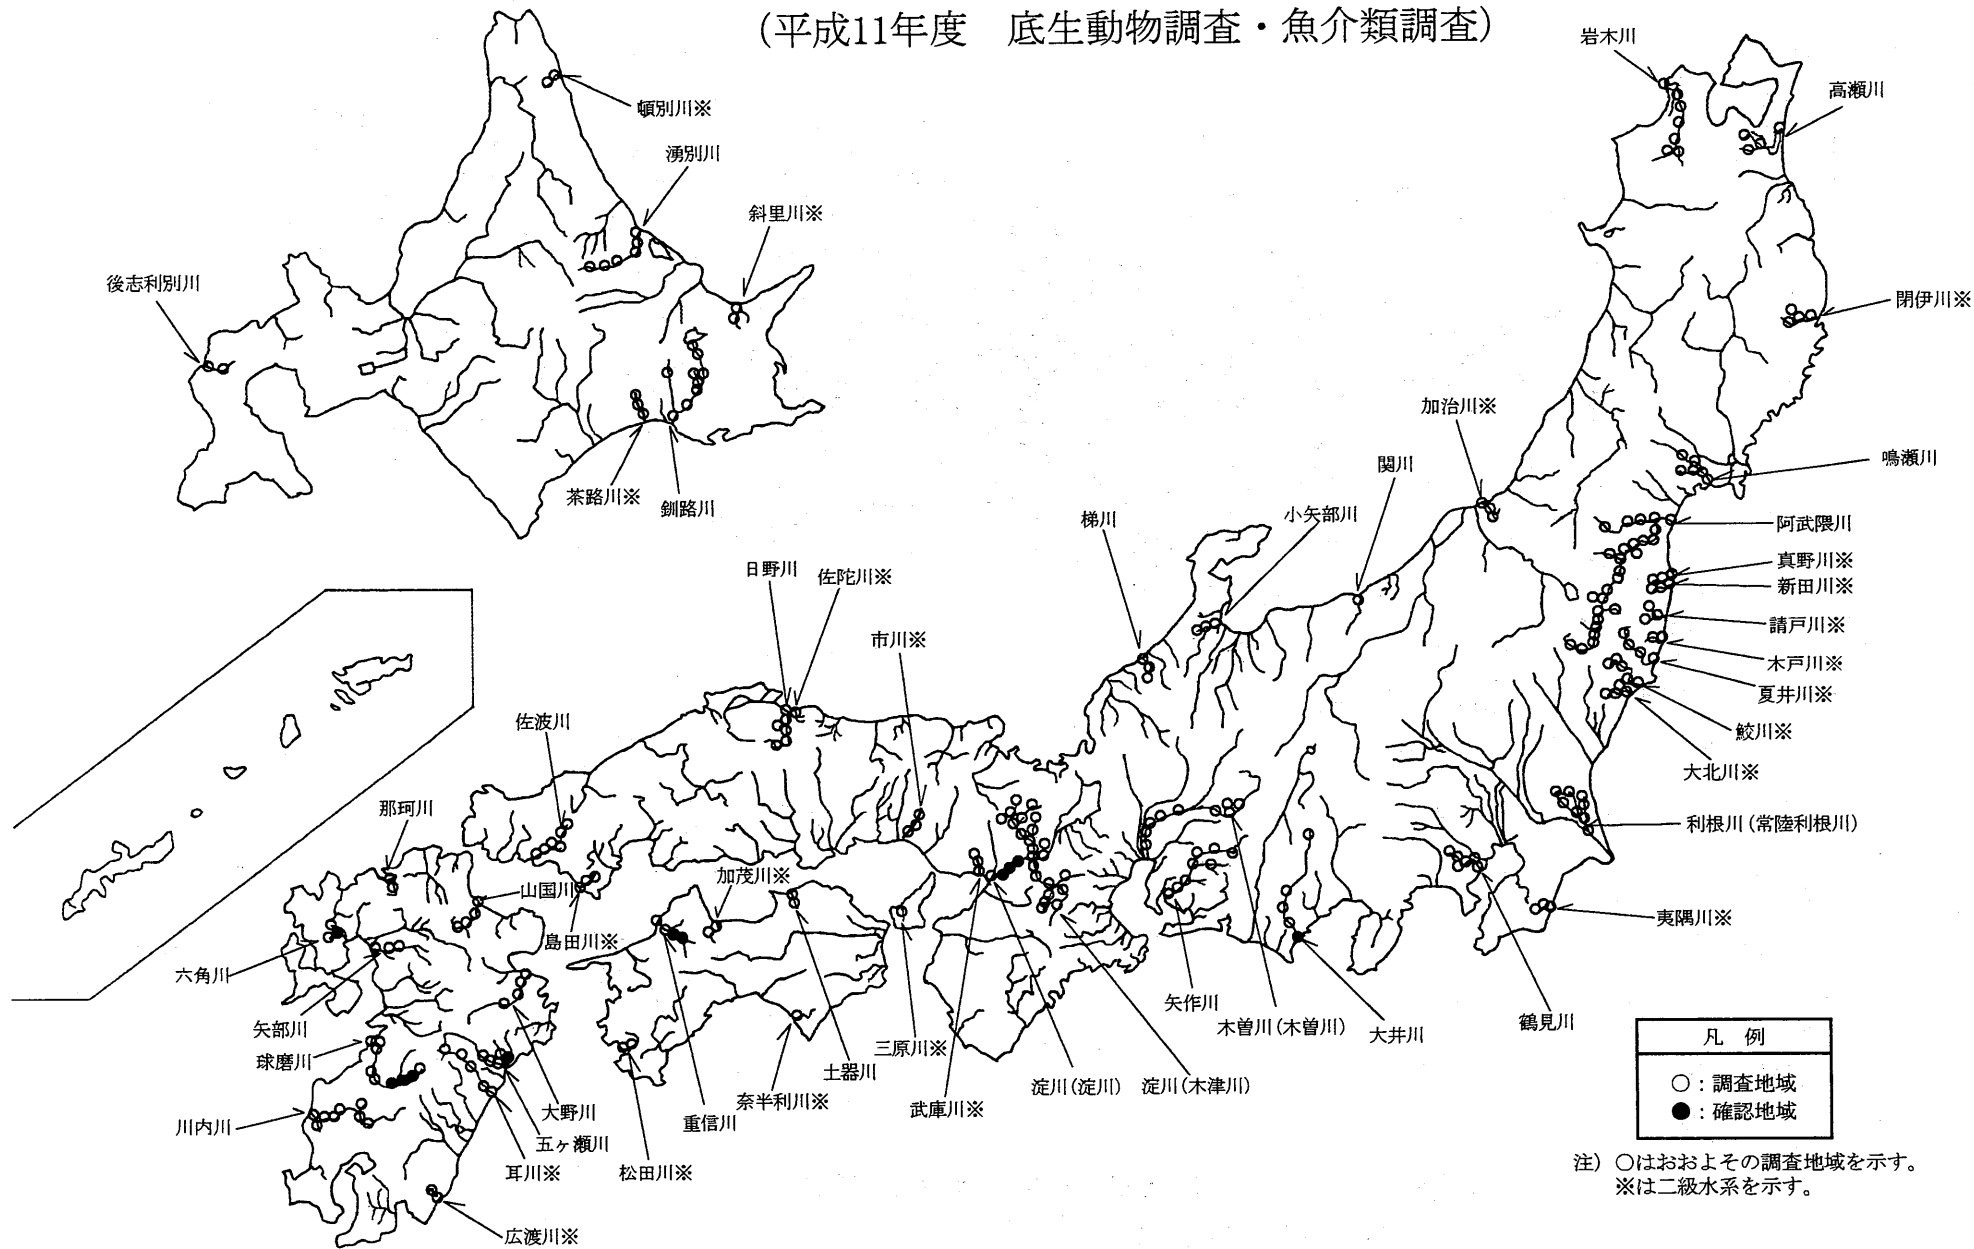 (平成11年度　底生動物調査・魚介類調査)
岩木川
高瀬川
頓別川※
湧別川
斜里川※
後志利別川
閉伊川※
加治川※
関川
鳴瀬川
茶路川※
釧路川
梯川
小矢部川
阿武隈川
真野川※
新田川※
請戸川※
木戸川※
夏井川※
鮫川※
大北川※
日野川
佐陀川※
市川※
佐波川
那珂川
利根川(常陸利根川)
山国川
加茂川※
島田川※
夷隅川※
六角川
矢部川
球磨川
川内川
矢作川
木曽川(木曽川)
大井川
鶴見川
三原川※
土器川
淀川(淀川)
淀川(木津川)
奈半利川※
武庫川※
大野川
重信川
五ヶ瀬川
耳川※
松田川※
広渡川※
凡　例
○：調査地域
●：確認地域
注）○はおおよその調査地域を示す。
※は二級水系を示す。